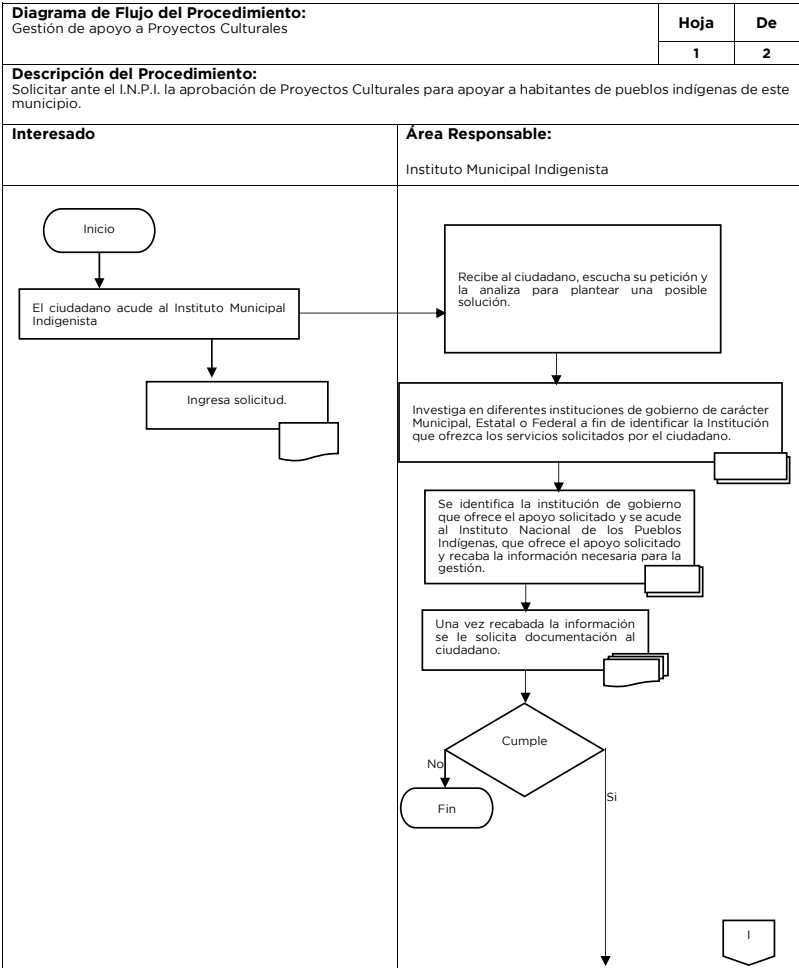 Diagrama de Flujo del Procedimiento:
Gestión de apoyo a Proyectos Culturales
Hoja
De
1
2
Descripción del Procedimiento:
Solicitar ante el I.N.P.I. la aprobación de Proyectos Culturales para apoyar a habitantes de pueblos indígenas de este
municipio.
Interesado
Área Responsable:
Instituto Municipal Indigenista
Inicio
El ciudadano acude al Instituto Municipal
Indigenista
Ingresa solicitud.
Recibe al ciudadano, escucha su petición y
la analiza para plantear una posible
solución.
Investiga en diferentes instituciones de gobierno de carácter
Municipal, Estatal o Federal a fin de identificar la Institución
que ofrezca los servicios solicitados por el ciudadano.
Se identifica la institución de gobierno
que ofrece el apoyo solicitado y se acude
al Instituto Nacional de los Pueblos
Indígenas, que ofrece el apoyo solicitado
y recaba la información necesaria para la
gestión.
Una vez recabada la información
se le solicita documentación al
ciudadano.
Cumple
No
Fin
Si
I